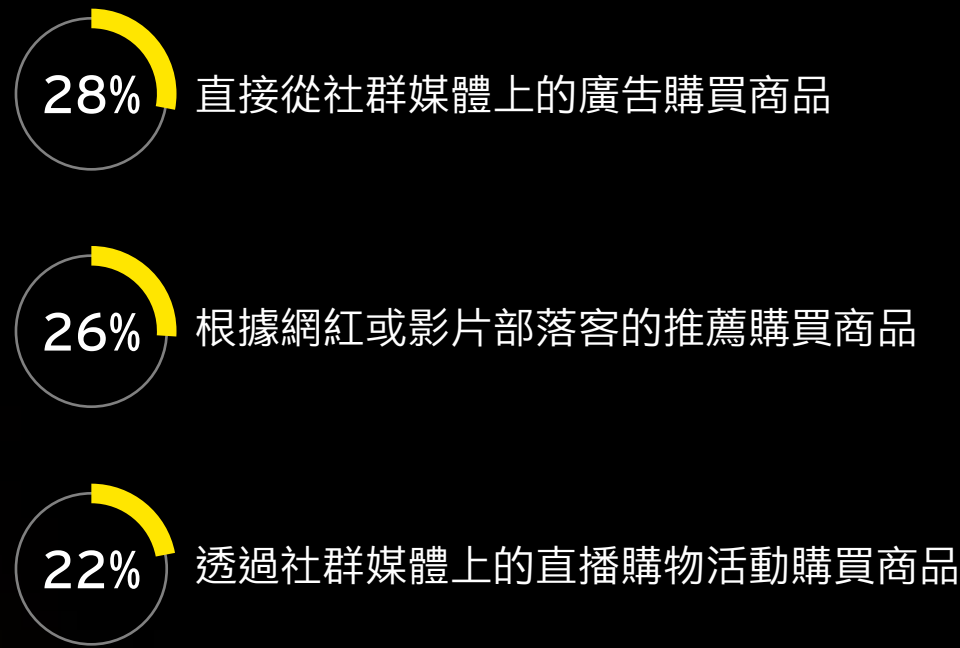 28%
直接從社群媒體上的廣告購買商品
26%
根據網紅或影片部落客的推薦購買商品
22%
透過社群媒體上的直播購物活動購買商品